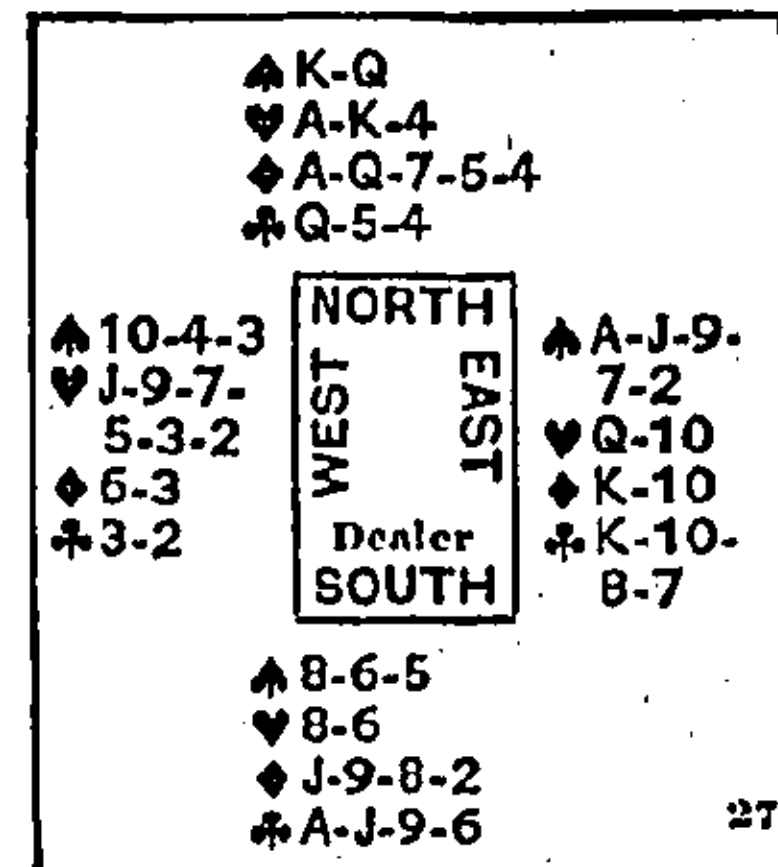 ♠ K-Q
♥ A-K-4
♦ A-Q-7-5-4
♣ Q-5-4
NORTH
♠ 10-4-3
♥ J-9-7-
5-3-2
♦ 6-3
♣ 3-2
WEST
EAST
♠ A-J-9-
7-2
♥ Q-10
♦ K-10
♣ K-10-
8-7
Dealer
SOUTH
♠ 8-6-5
♥ 8-6
♦ J-9-8-2
♣ A-J-9-6
27